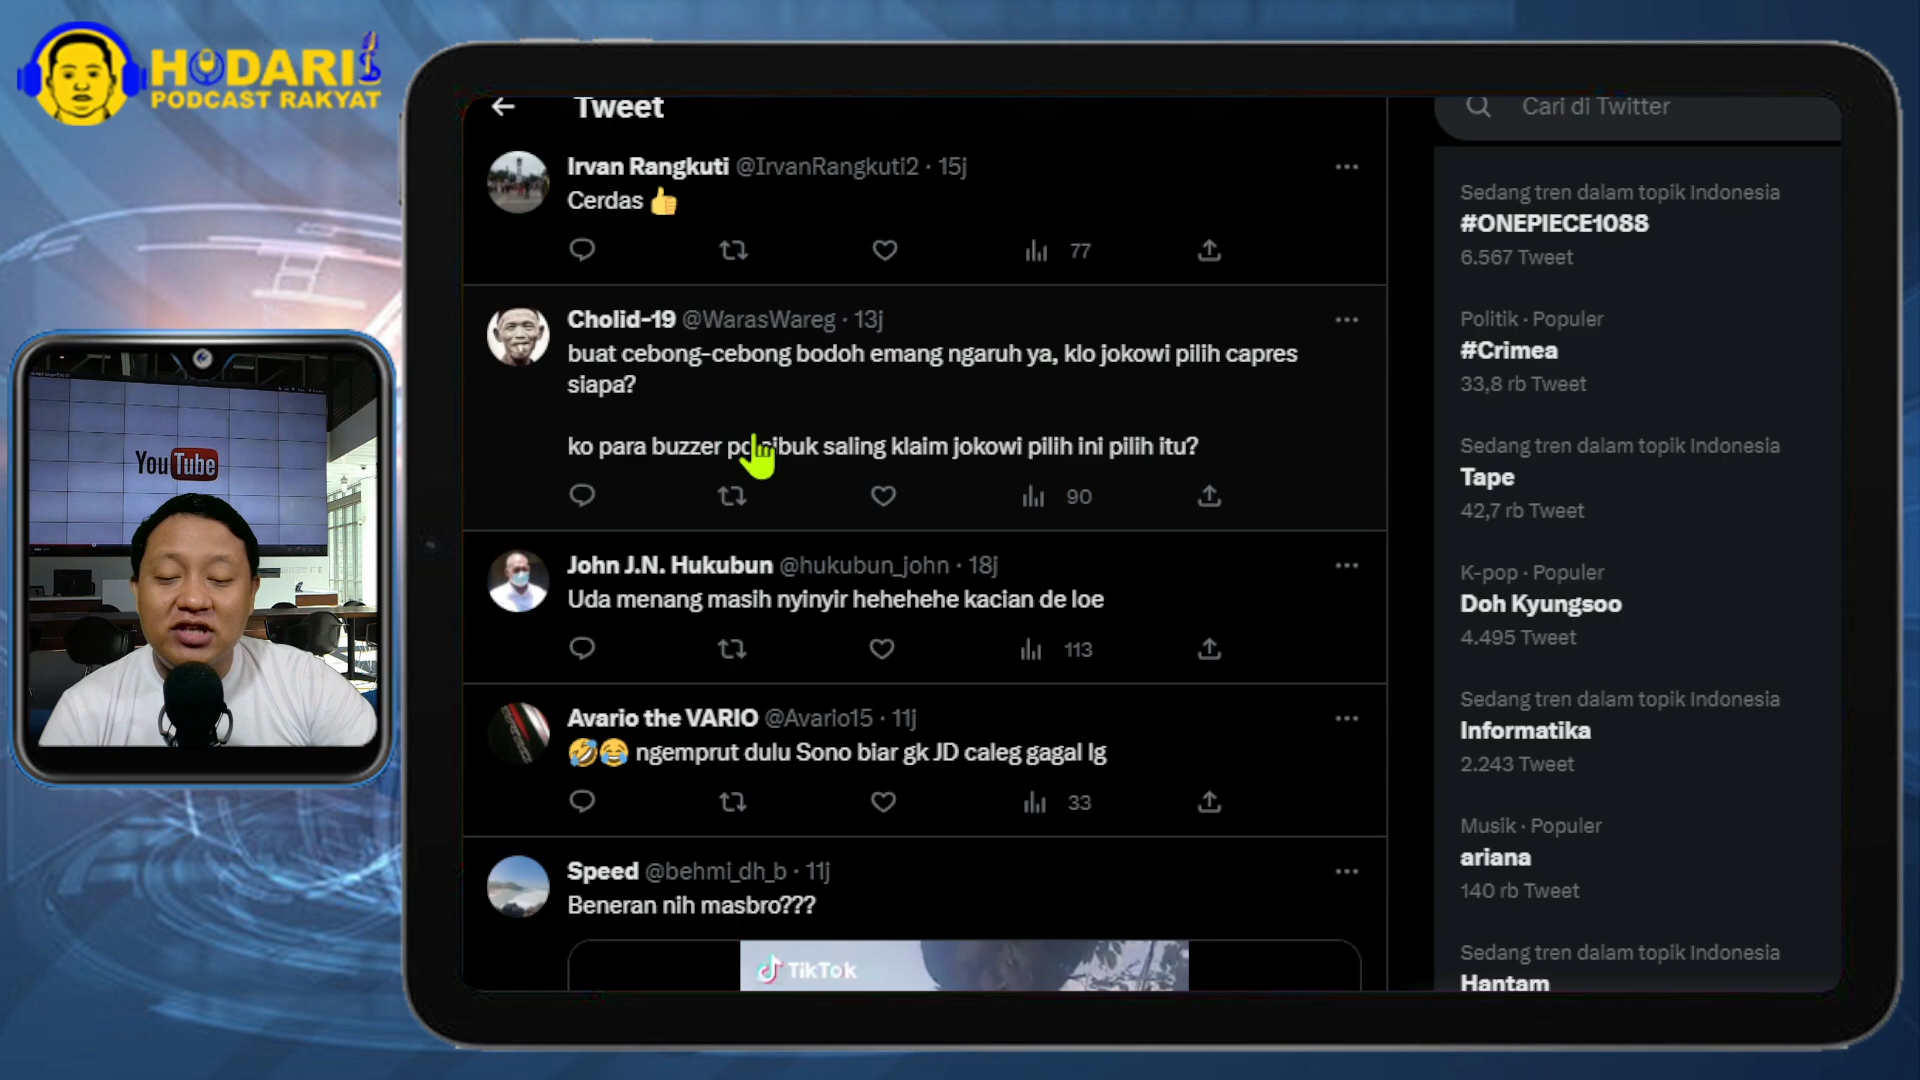 HODARI
PODCAST RAKYAT
YouTube
Tweet
Cari di Twitter
Irvan Rangkuti @IrvanRangkuti2 · 15j
Cerdas 👍
77
Cholid-19 @WarasWareg · 13j
buat cebong-cebong bodoh emang ngaruh ya, klo jokowi pilih capres
siapa?
ko para buzzer saling klaim jokowi pilih ini pilih itu?
90
John J.N. Hukubun @hukubun_john · 18j
Uda menang masih nyinyir hehehehe kacian de loe
113
Avario the VARIO @Avario15 · 11j
🤣😂 ngemprut dulu Sono biar gk JD caleg gagal lg
33
Speed @behmi_dh_b · 11j
Beneran nih masbro???
TikTok
Sedang tren dalam topik Indonesia
#ONEPIECE1088
6.567 Tweet
Politik · Populer
#Crimea
33,8 rb Tweet
Sedang tren dalam topik Indonesia
Tape
42,7 rb Tweet
K-pop · Populer
Doh Kyungsoo
4.495 Tweet
Sedang tren dalam topik Indonesia
Informatika
2.243 Tweet
Musik · Populer
ariana
140 rb Tweet
Sedang tren dalam topik Indonesia
Hantam